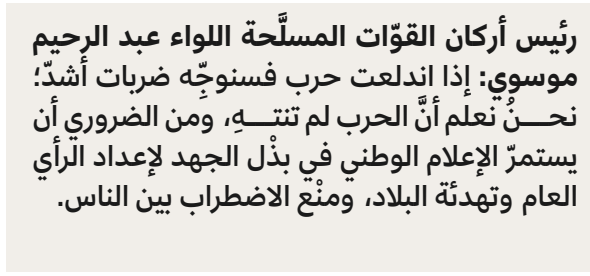 رئيس أركان القوّات المسلَّحة اللواء عبد الرحيم
موسوي: إذا اندلعت حرب فسنوجِّه ضربات أشدّ؛
نحـــنُ نعلم أنَّ الحرب لم تنتـــهِ، ومن الضروري أن
يستمرّ الإعلام الوطني في بذْل الجهد لإعداد الرأي
العام وتهدئة البلاد، ومنْع الاضطراب بين الناس.